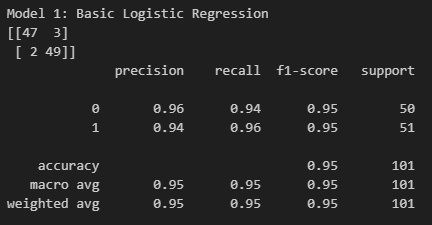 Model 1: Basic Logistic Regression
[[47  3]
 [ 2 49]]
              precision    recall  f1-score   support

           0       0.96      0.94      0.95        50
           1       0.94      0.96      0.95        51

    accuracy                           0.95       101
   macro avg       0.95      0.95      0.95       101
weighted avg       0.95      0.95      0.95       101